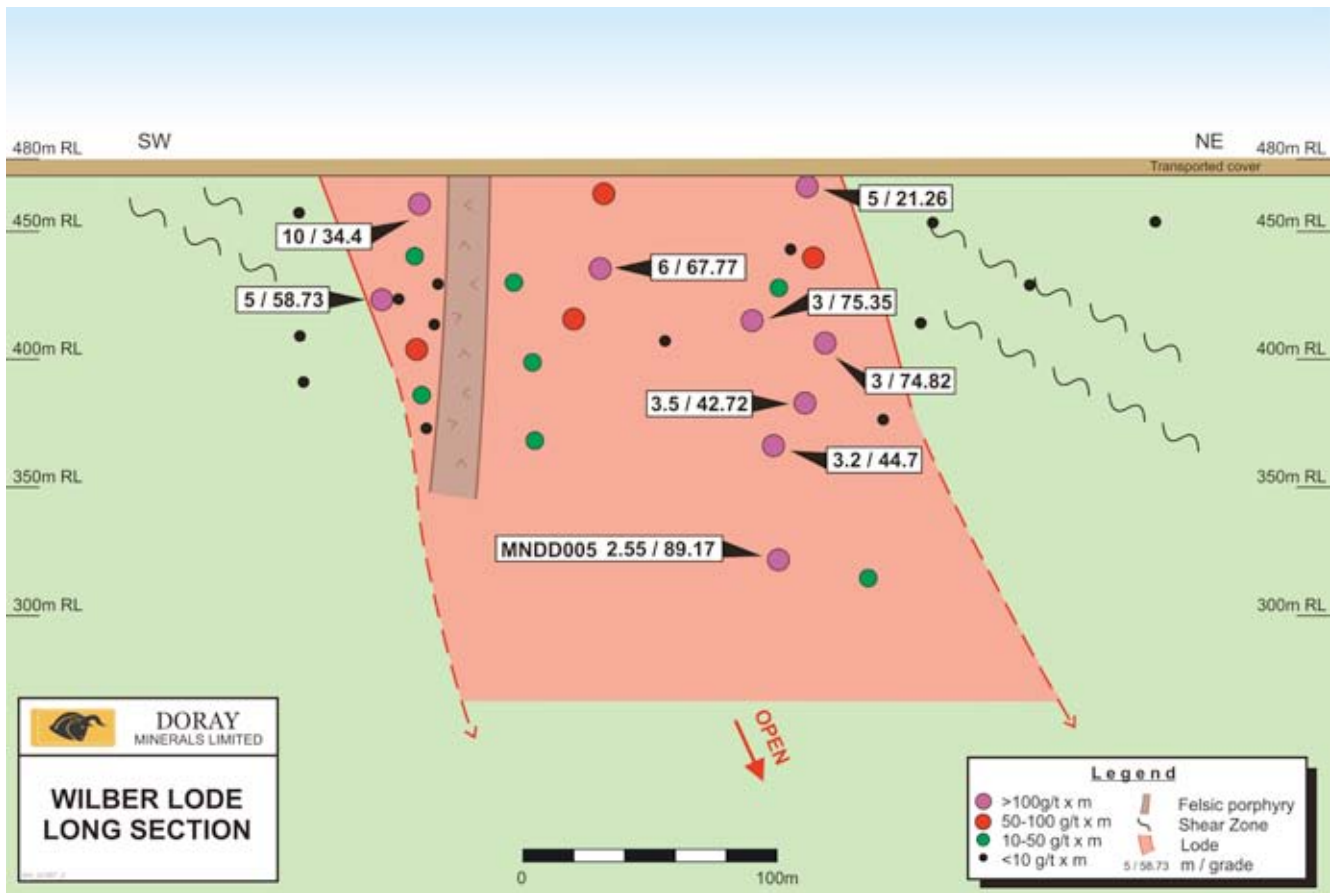 SW
NE
480m RL
480m RL
Transported cover
450m RL
450m RL
5 / 21.26
10 / 34.4
6 / 67.77
5 / 58.73
3 / 75.35
400m RL
400m RL
3 / 74.82
3.5 / 42.72
3.2 / 44.7
350m RL
350m RL
MNDD005 2.55 / 89.17
300m RL
300m RL
OPEN
DORAY
MINERALS LIMITED
WILBER LODE
LONG SECTION
0
100m
Legend
>100g/t x m
Felsic porphyry
50-100 g/t x m
Shear Zone
10-50 g/t x m
Lode
<10 g/t x m
5 / 58.73 m / grade